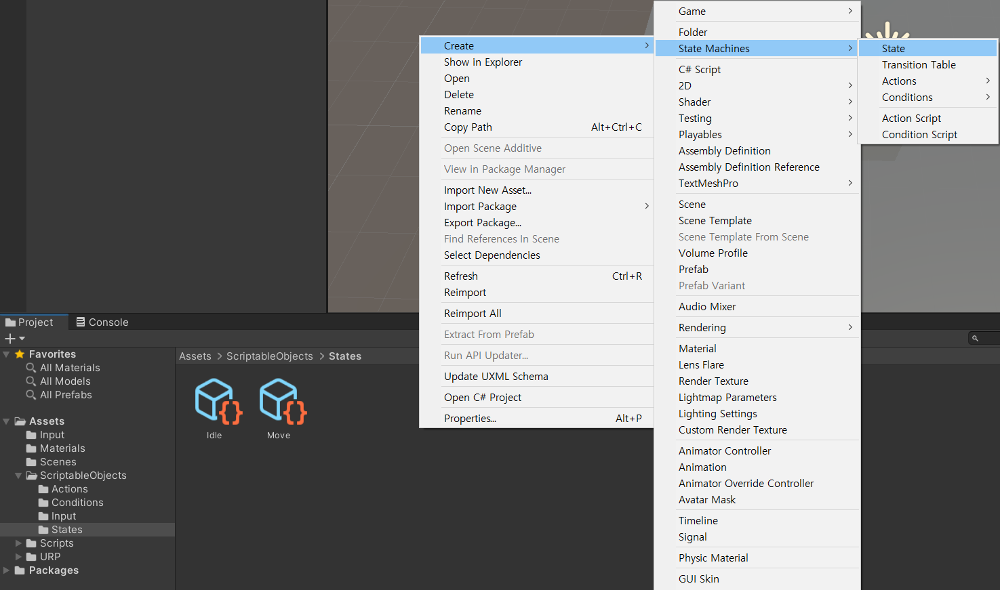 Create
Show in Explorer
Open
Delete
Rename
Copy Path Alt+Ctrl+C
Open Scene Additive
View in Package Manager
Import New Asset...
Import Package
Export Package...
Find References In Scene
Select Dependencies
Refresh Ctrl+R
Reimport
Reimport All
Extract From Prefab
Run API Updater...
Update UXML Schema
Open C# Project
Properties... Alt+P
Game
Folder
State Machines
C# Script
2D
Shader
Testing
Playables
Assembly Definition
Assembly Definition Reference
TextMeshPro
Scene
Scene Template
Scene Template From Scene
Volume Profile
Prefab
Prefab Variant
Audio Mixer
Rendering
Material
Lens Flare
Render Texture
Lightmap Parameters
Lighting Settings
Custom Render Texture
Animator Controller
Animation
Animator Override Controller
Avatar Mask
Timeline
Signal
Physic Material
GUI Skin
State
Transition Table
Actions
Conditions
Action Script
Condition Script
Project Console
Favorites
All Materials
All Models
All Prefabs
Assets
Input
Materials
Scenes
ScriptableObjects
Actions
Conditions
Input
States
Scripts
URP
Packages
Assets > ScriptableObjects > States
Idle Move